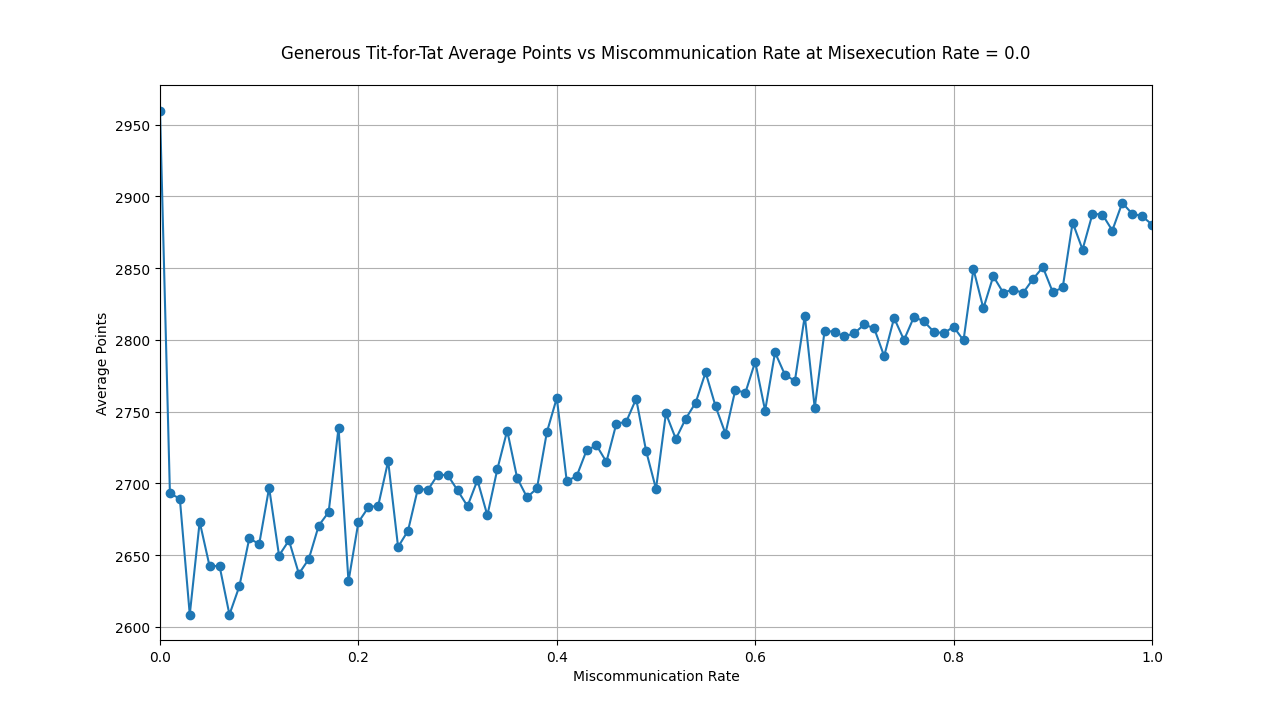 Generous Tit-for-Tat Average Points vs Miscommunication Rate at Misexecution Rate = 0.0
2950
2900
2850
2800
2750
2700
2650
2600
Average Points
0.0 0.2 0.4 0.6 0.8 1.0
Miscommunication Rate